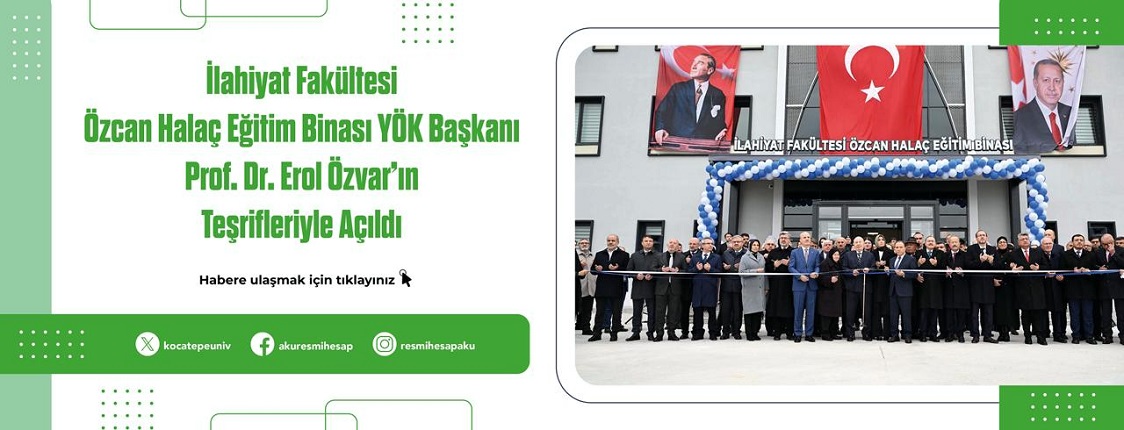 İlahiyat Fakültesi
Özcan Halaç Eğitim Binası YÖK Başkanı
Prof. Dr. Erol Özvar'ın
Teşrifleriyle Açıldı
Habere ulaşmak için tıklayınız
kocatepeuniv akuresmihesap resmihesapaku
İLAHİYAT FAKÜLTESİ ÖZCAN HALAÇ EĞİTİM BİNASI